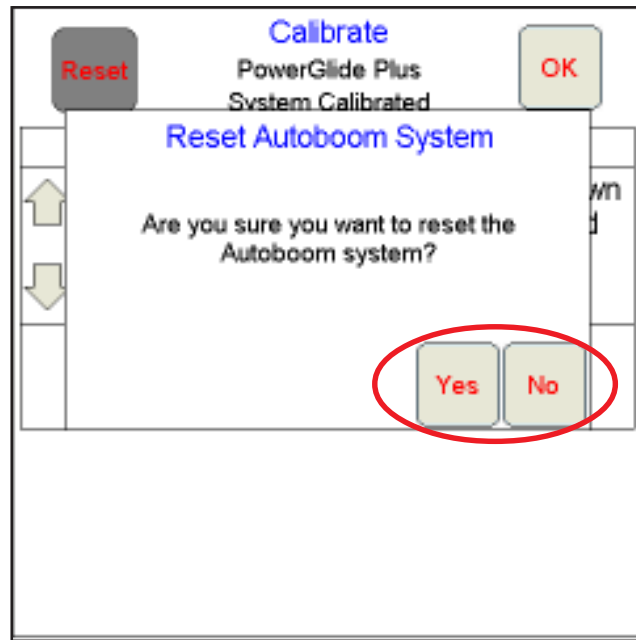 Calibrate
Reset
PowerGlide Plus
OK
System Calibrated
Reset Autoboom System
Are you sure you want to reset the
Autoboom system?
Yes
No